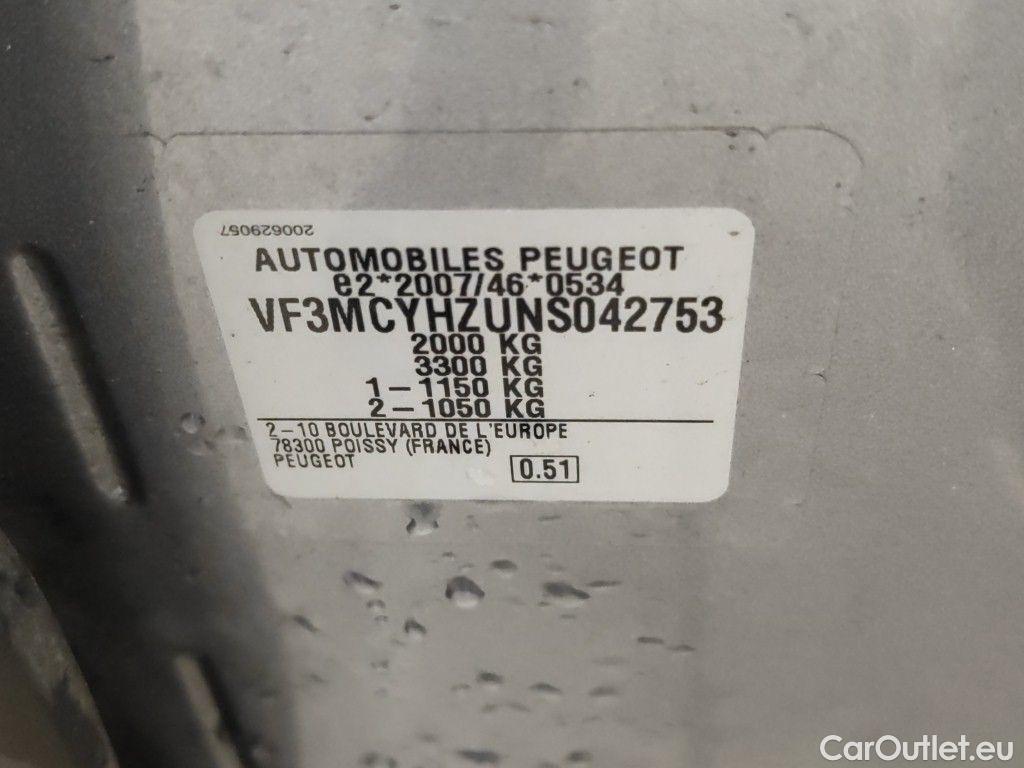 200629057
AUTOMOBILES PEUGEOT
e2*2007/46*0534
VF3MCYHZUNS042753
2000 KG
3300 KG
1-1150 KG
2-1050 KG
2-10 BOULEVARD DE L'EUROPE
78300 POISSY (FRANCE)
PEUGEOT
0.51
CarOutlet.eu